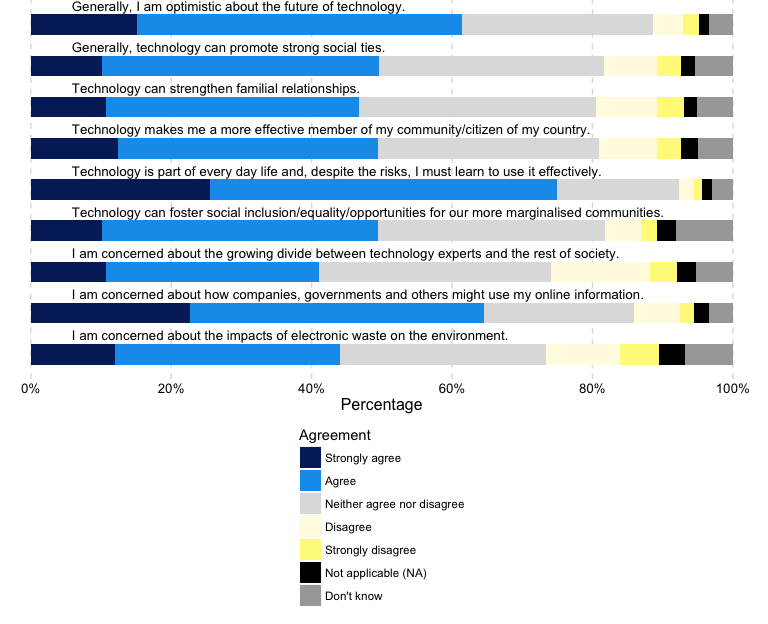 Generally, I am optimistic about the future of technology.
Generally, technology can promote strong social ties.
Technology can strengthen familial relationships.
Technology makes me a more effective member of my community/citizen of my country.
Technology is part of every day life and, despite the risks, I must learn to use it effectively.
Technology can foster social inclusion/equality/opportunities for our more marginalised communities.
I am concerned about the growing divide between technology experts and the rest of society.
I am concerned about how companies, governments and others might use my online information.
I am concerned about the impacts of electronic waste on the environment.
0% 20% 40% 60% 80% 100%
Percentage
Agreement
Strongly agree
Agree
Neither agree nor disagree
Disagree
Strongly disagree
Not applicable (NA)
Don't know